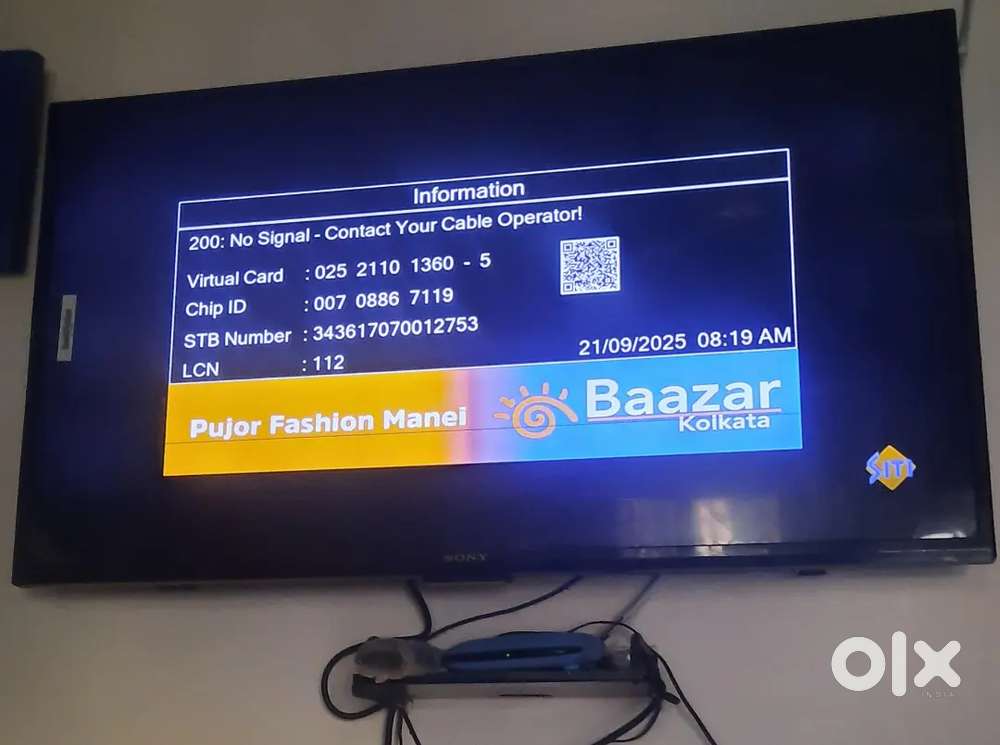 Information
200: No Signal - Contact Your Cable Operator!
Virtual Card : 025 2110 1360 - 5
Chip ID : 007 0886 7119
STB Number : 343617070012753
LCN : 112
21/09/2025 08:19 AM
Pujor Fashion Manei
Baazar
Kolkata
SITI
SONY
olx
INDIA